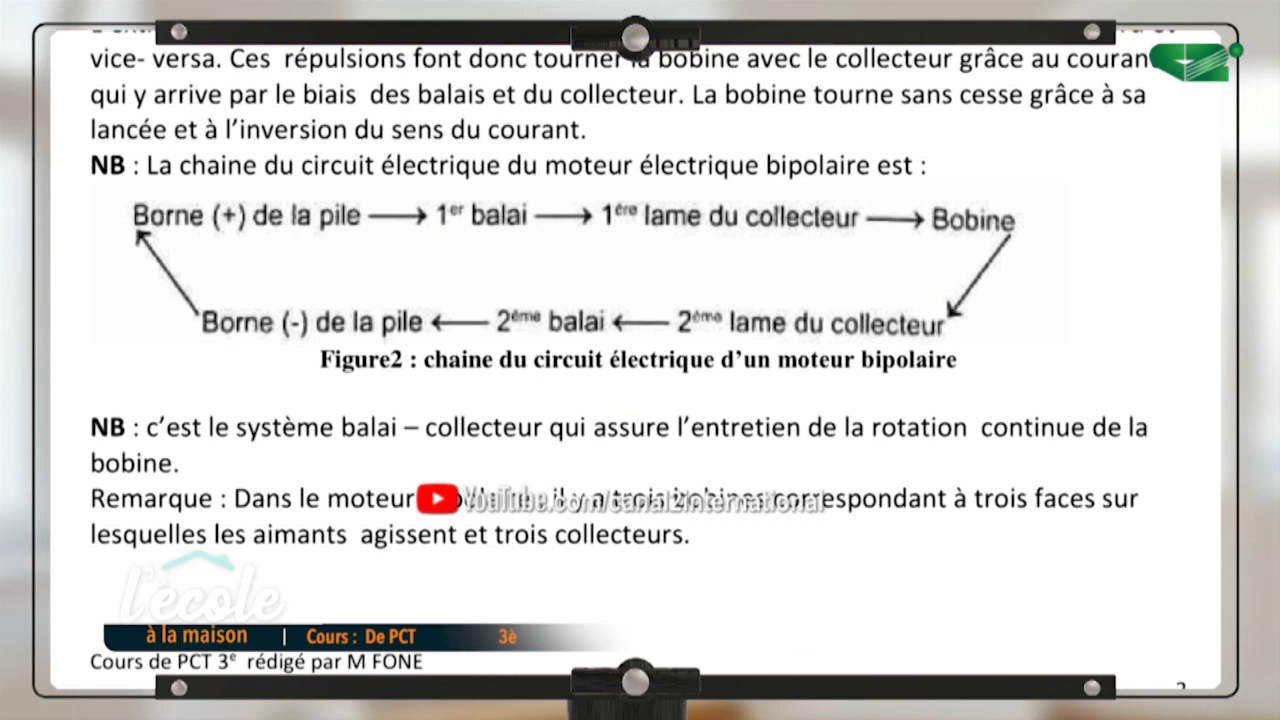 vice- versa. Ces répulsions font donc tourner la bobine avec le collecteur grâce au couran
qui y arrive par le biais des balais et du collecteur. La bobine tourne sans cesse grâce à sa
lancée et à l'inversion du sens du courant.
NB : La chaine du circuit électrique du moteur électrique bipolaire est :
Borne (+) de la pile → 1er balai → 1ère lame du collecteur → Bobine
Borne (-) de la pile ← 2ème balai ← 2ème lame du collecteur
Figure2 : chaine du circuit électrique d'un moteur bipolaire
NB : c'est le système balai – collecteur qui assure l'entretien de la rotation continue de la
bobine.
Remarque : Dans le moteur il y a trois bobines correspondant à trois faces sur
YouTube.com/canal2international
lesquelles les aimants agissent et trois collecteurs.
l'école
à la maison | Cours : De PCT 3è
Cours de PCT 3e rédigé par M FONE